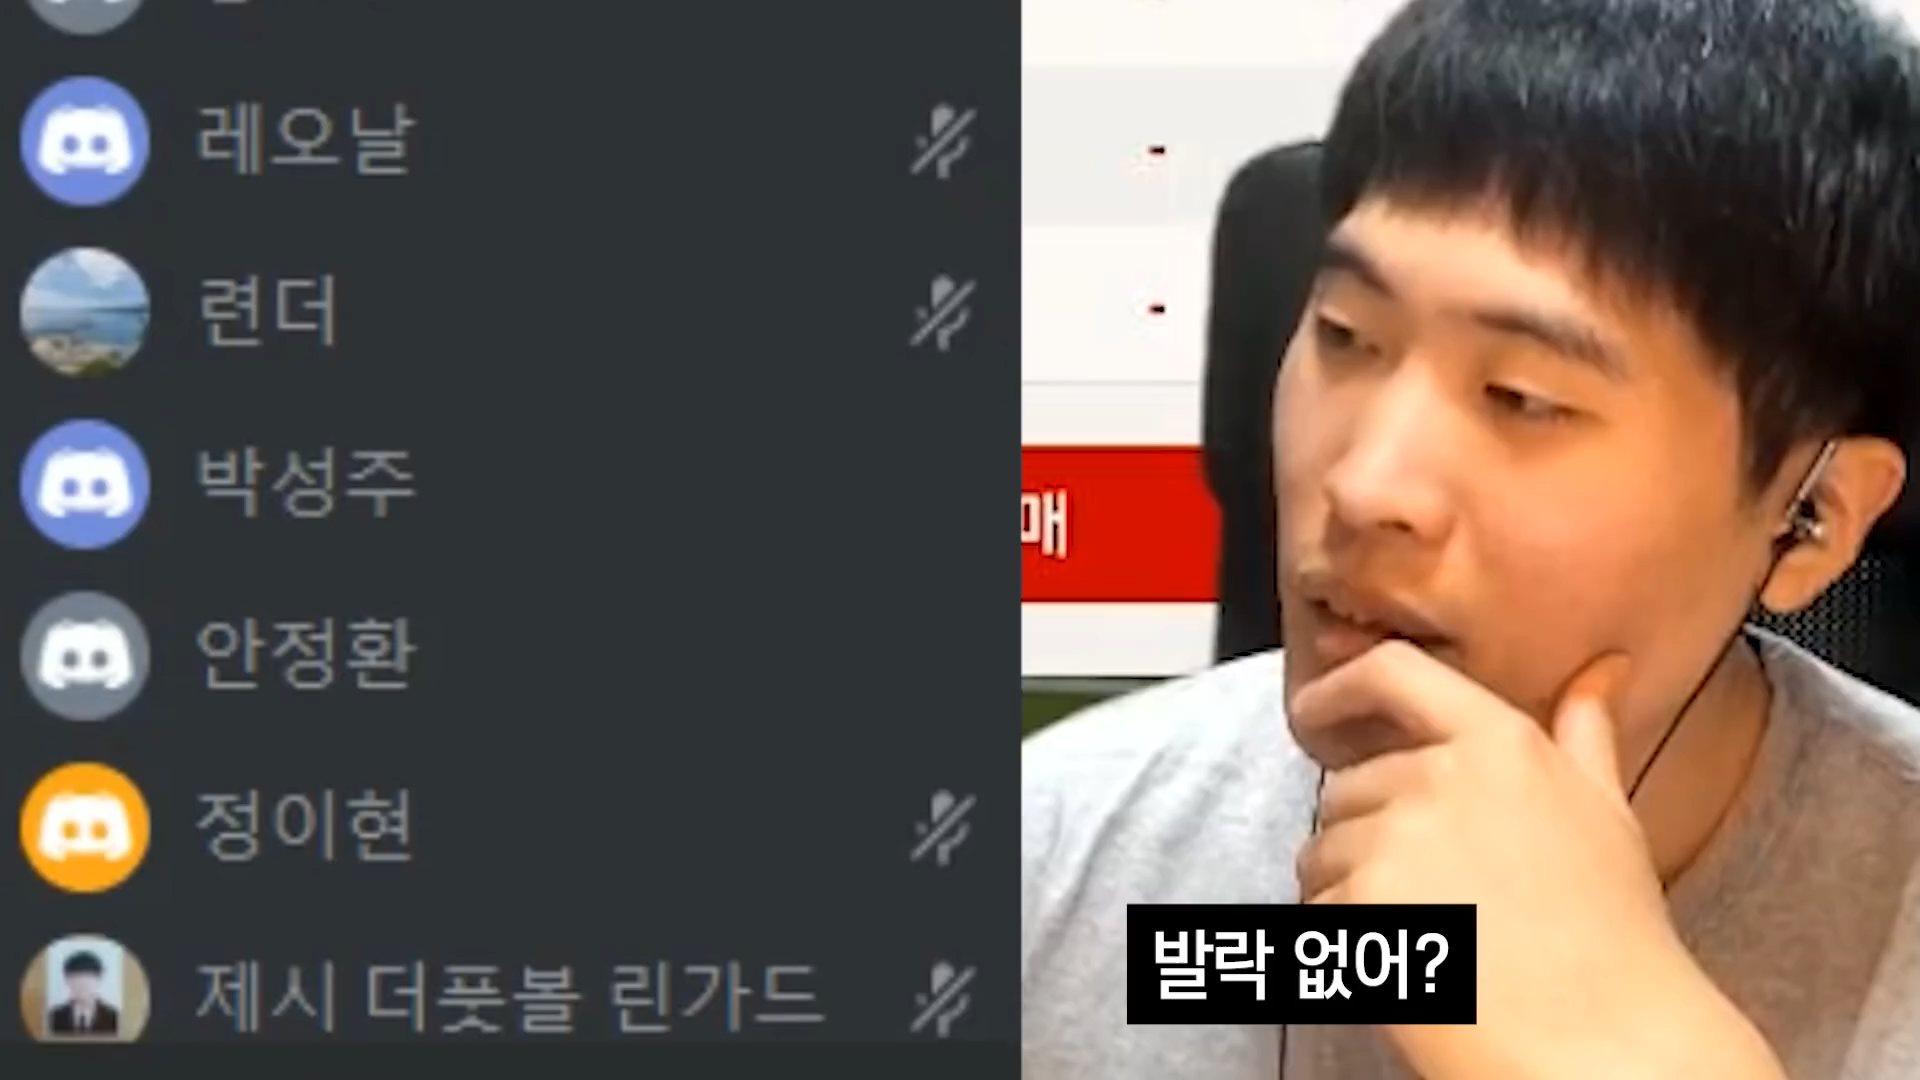 레오날
련더
박성주
안정환
정이현
제시 더풋볼 린가드
매
발락 없어?